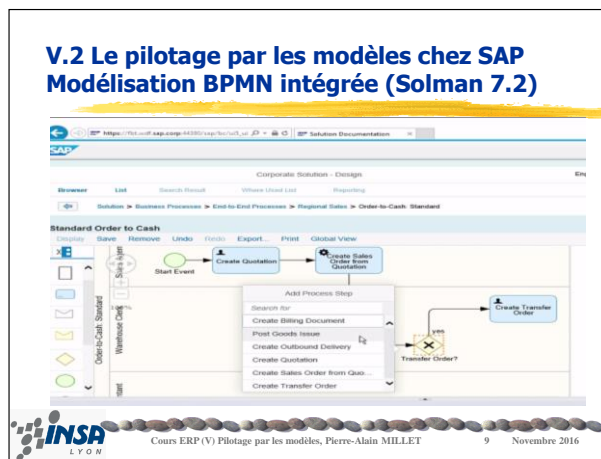 V.2 Le pilotage par les modèles chez SAP
Modélisation BPMN intégrée (Solman 7.2)
Solution Documentation
SAP
Corporate Solution - Design
Browser List Search Result Where Used List Reporting
Solution > Business Processes > End-to-End Processes > Regional Sales > Order-to-Cash: Standard
Standard Order to Cash
Display Save Remove Undo Redo Export... Print Global View
Start Event
Create Quotation
Create Sales
Order from
Quotation
Order-to-Cash: Standard
Warehouse Clerk
Add Process Step
Search for
Create Billing Document
Post Goods Issue
Create Outbound Delivery
Create Quotation
Create Sales Order from Quo...
Create Transfer Order
yes
Transfer Order?
Create Transfer
Order
INSA
LYON
Cours ERP (V) Pilotage par les modèles, Pierre-Alain MILLET 9 Novembre 2016